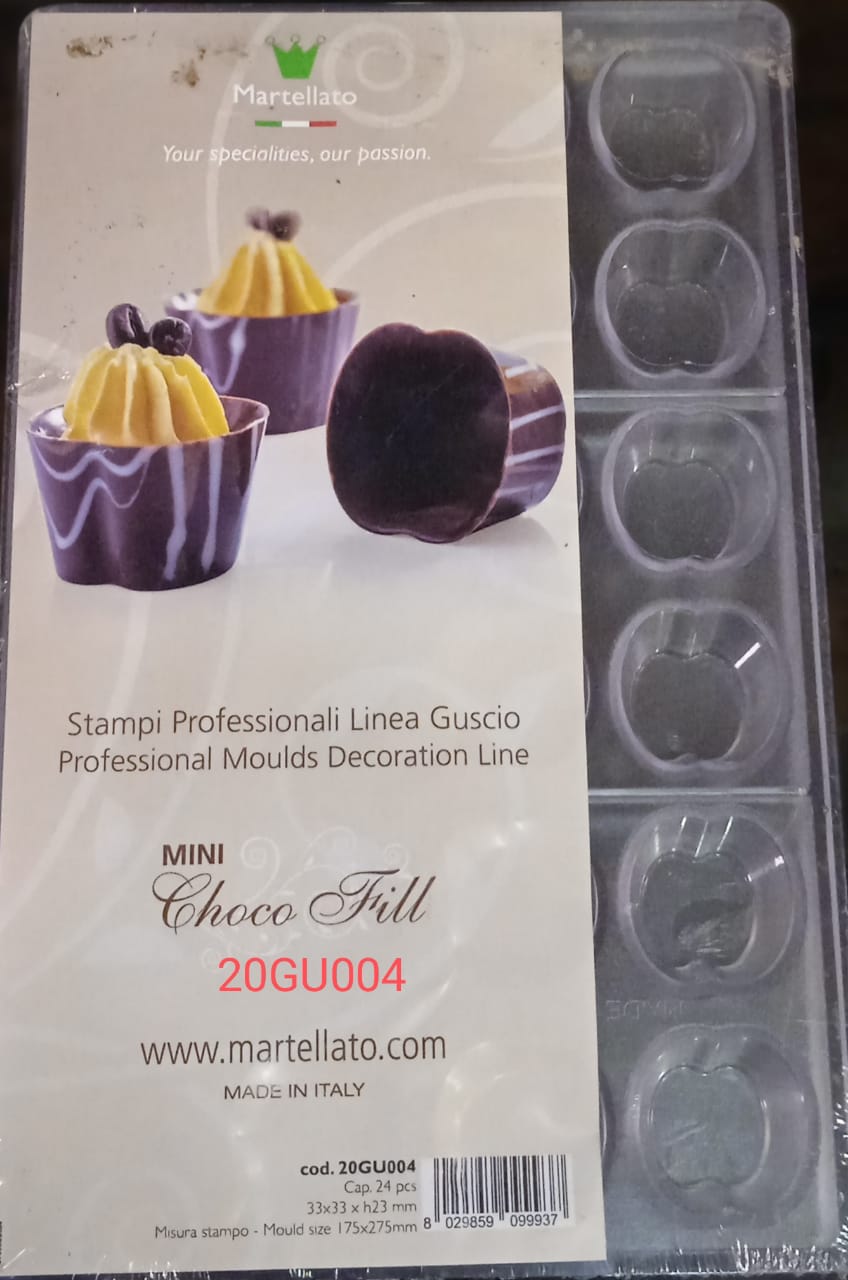 Martellato
Your specialities, our passion.
Stampi Professionali Linea Guscio
Professional Moulds Decoration Line
MINI
Choco Fill
20GU004
www.martellato.com
MADE IN ITALY
cod. 20GU004
Cap. 24 pcs
33x33 x h23 mm
Misura stampo - Mould size 175x275mm
8 029859 099937